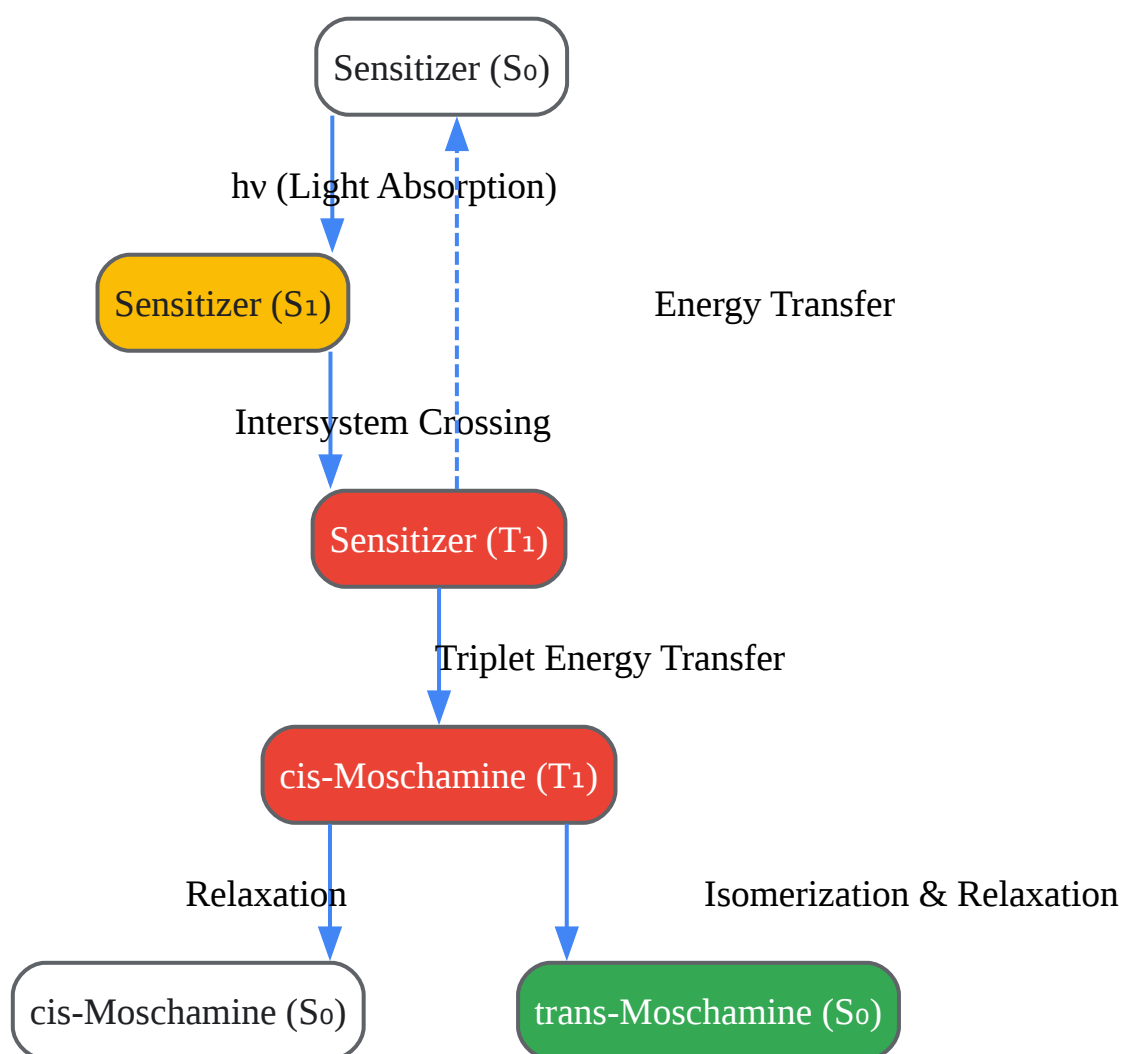 Sensitizer (S₀)
hν (Light Absorption)
Sensitizer (S₁)
Energy Transfer
Intersystem Crossing
Sensitizer (T₁)
Triplet Energy Transfer
cis-Moschamine (T₁)
Relaxation
Isomerization & Relaxation
cis-Moschamine (S₀)
trans-Moschamine (S₀)